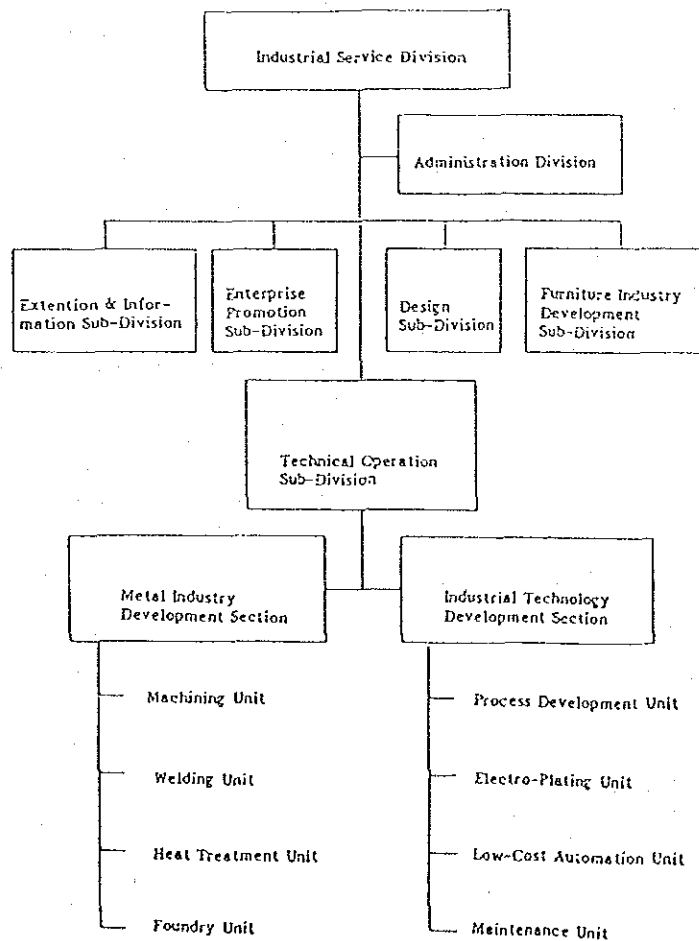 Industrial Service Division
Administration Division
Extention & Infor-
mation Sub-Division
Enterprise
Promotion
Sub-Division
Design
Sub-Division
Furniture Industry
Development
Sub-Division
Technical Operation
Sub-Division
Metal Industry
Development Section
Industrial Technology
Development Section
Machining Unit
Welding Unit
Heat Treatment Unit
Foundry Unit
Process Development Unit
Electro-Plating Unit
Low-Cost Automation Unit
Maintenance Unit